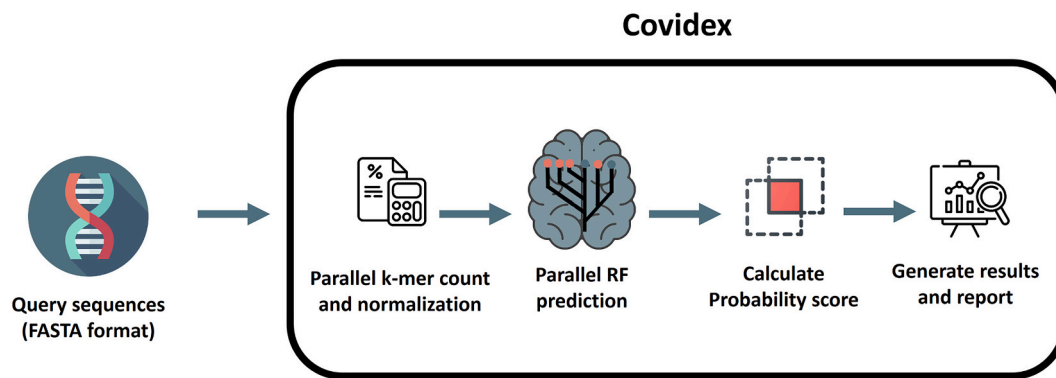 Covidex
Query sequences
(FASTA format)
%
Parallel k-mer count
and normalization
Parallel RF
prediction
Calculate
Probability score
Generate results
and report